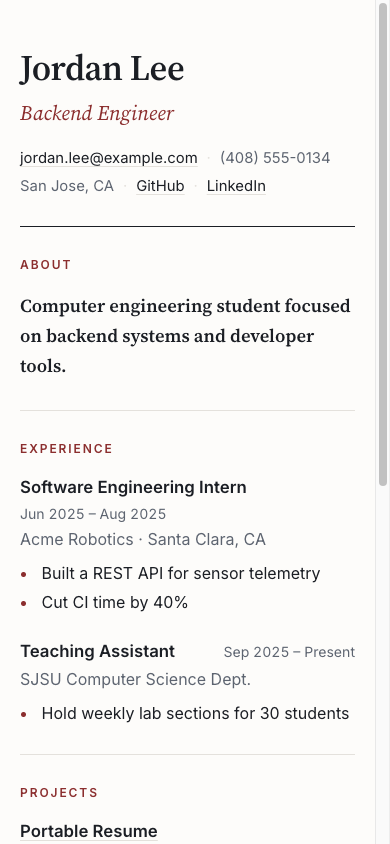 Jordan Lee
Backend Engineer
jordan.lee@example.com · (408) 555-0134
San Jose, CA · GitHub · LinkedIn
ABOUT
Computer engineering student focused
on backend systems and developer
tools.
EXPERIENCE
Software Engineering Intern
Jun 2025 – Aug 2025
Acme Robotics · Santa Clara, CA
• Built a REST API for sensor telemetry
• Cut CI time by 40%
Teaching Assistant Sep 2025 – Present
SJSU Computer Science Dept.
• Hold weekly lab sections for 30 students
PROJECTS
Portable Resume